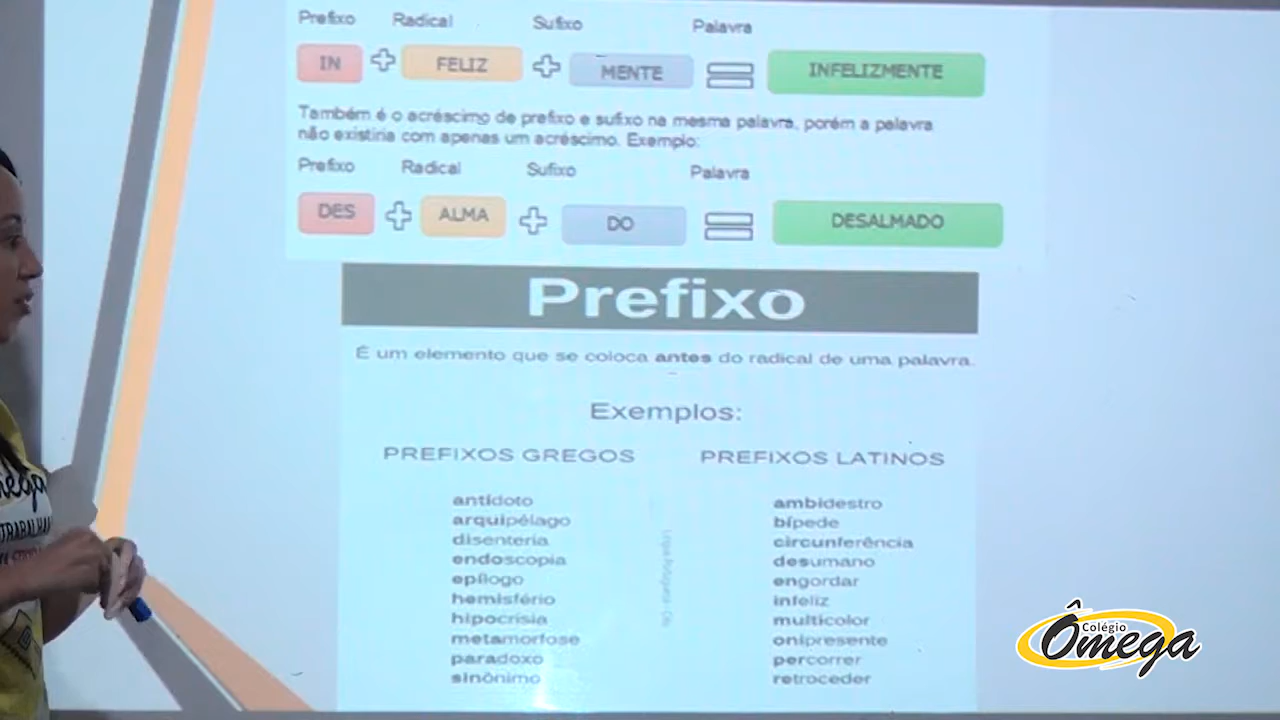 Prefixo Radical Sufixo Palavra
IN + FELIZ + MENTE = INFELIZMENTE
Também é o acréscimo de prefixo e sufixo na mesma palavra, porém a palavra
não existiria com apenas um acréscimo. Exemplo:
Prefixo Radical Sufixo Palavra
DES + ALMA + DO = DESALMADO
Prefixo
É um elemento que se coloca antes do radical de uma palavra.
Exemplos:
PREFIXOS GREGOS PREFIXOS LATINOS
antídoto ambidestro
arquipélago bípede
disenteria circunferência
endoscopia desumano
epílogo engordar
hemisfério infeliz
hipocrisia multicolor
metamorfose onipresente
paradoxo percorrer
sinônimo retroceder
Colégio
Ômega